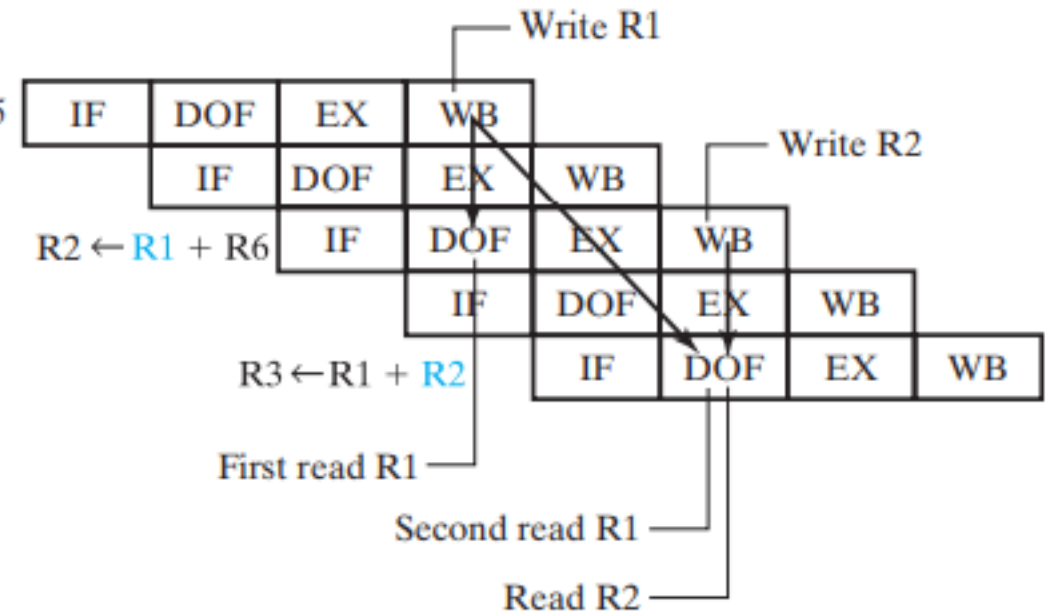 Write R1
5 IF DOF EX WB
Write R2
IF DOF EX WB
R2 ← R1 + R6 IF DOF EX WB
IF DOF EX WB
R3 ← R1 + R2 IF DOF EX WB
First read R1
Second read R1
Read R2